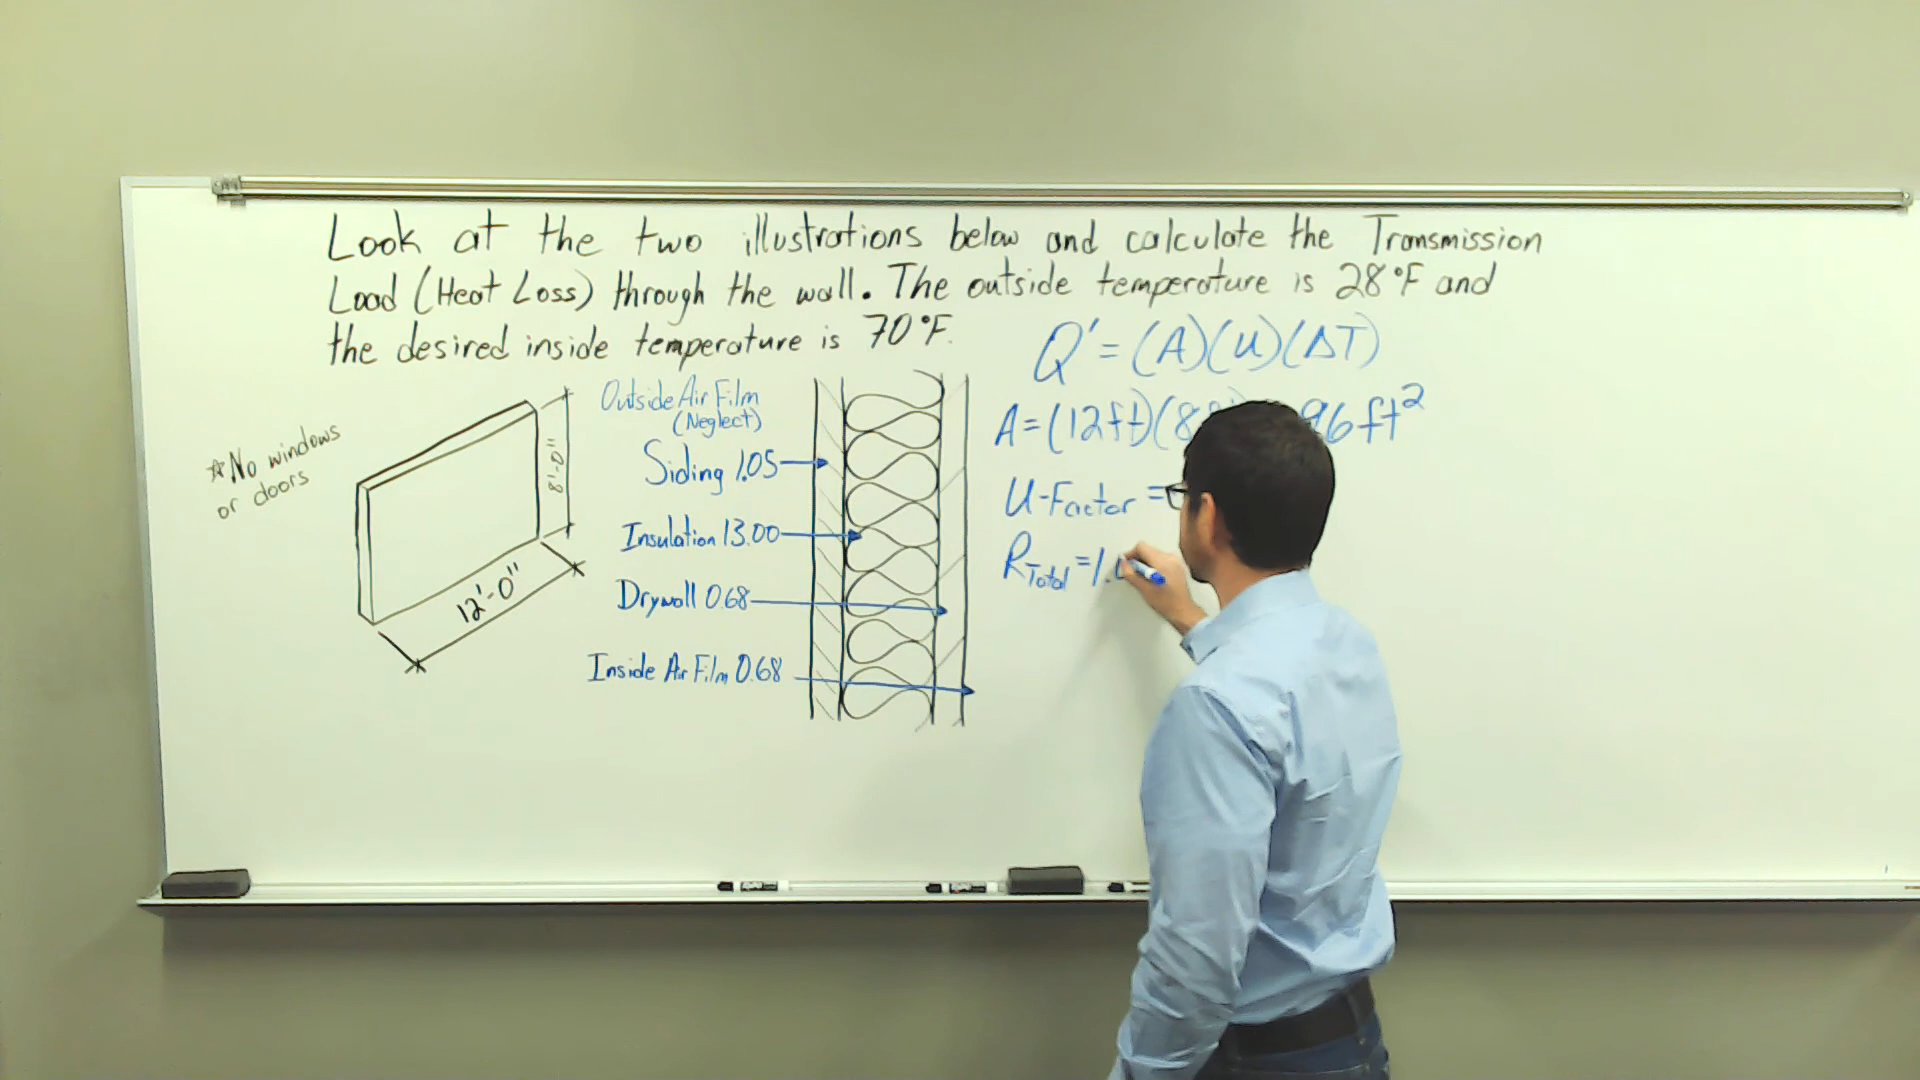 Look at the two illustrations below and calculate the Transmission
Load (Heat Loss) through the wall. The outside temperature is 28°F and
the desired inside temperature is 70°F.
*No windows
or doors
8'-0"
12'-0"
Outside Air Film
(Neglect)
Siding 1.05
Insulation 13.00
Drywall 0.68
Inside Air Film 0.68
Q' = (A)(U)(ΔT)
A=(12ft)(8 96ft²
U-Factor =
RTotal=1.